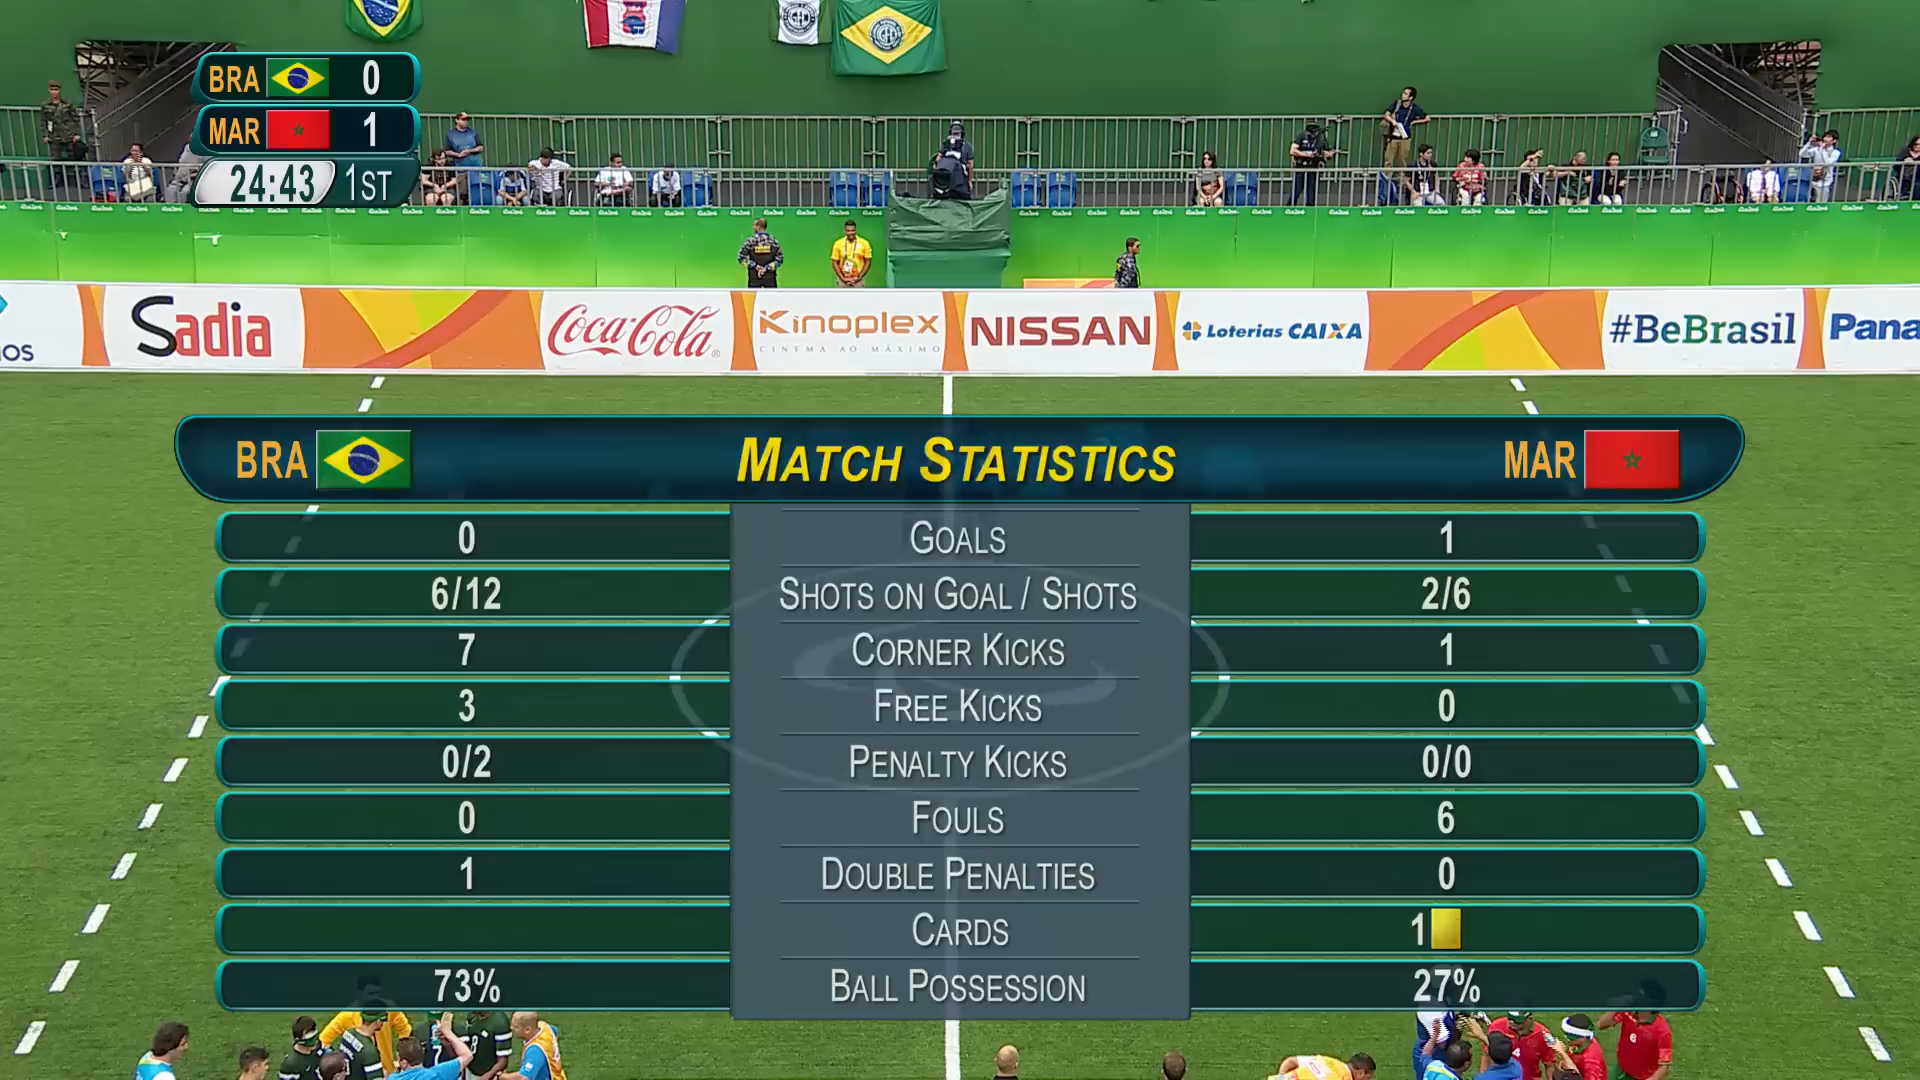 BRA 0
MAR 1
24:43 1ST
Sadia
Coca-Cola
Kinoplex
CINEMA AO MÁXIMO
NISSAN
Loterias CAIXA
#BeBrasil
Pana
BRA MATCH STATISTICS MAR
0 GOALS 1
6/12 SHOTS ON GOAL / SHOTS 2/6
7 CORNER KICKS 1
3 FREE KICKS 0
0/2 PENALTY KICKS 0/0
0 FOULS 6
1 DOUBLE PENALTIES 0
CARDS 1
73% BALL POSSESSION 27%